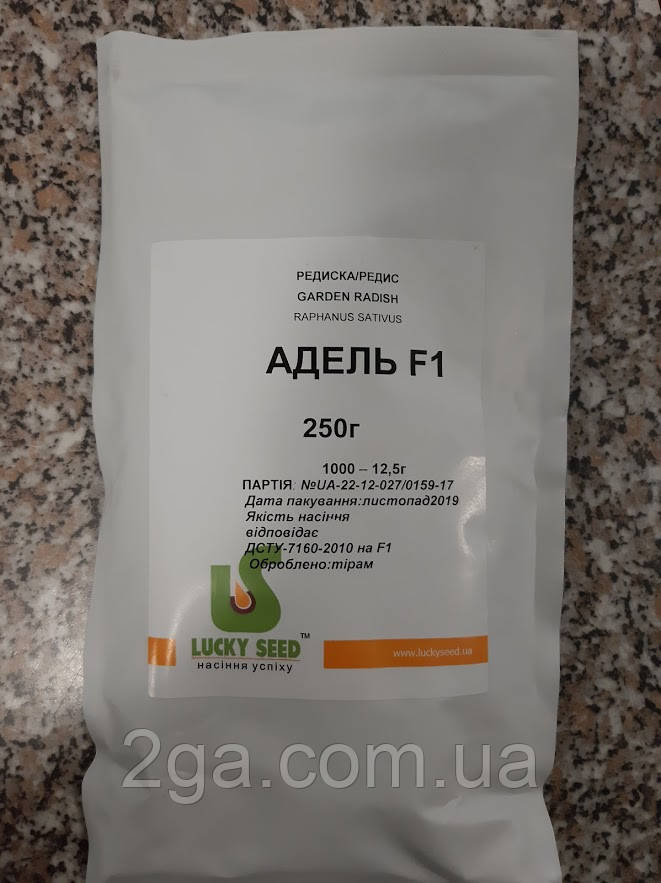 РЕДИСКА/РЕДИС
GARDEN RADISH
RAPHANUS SATIVUS
АДЕЛЬ F1
250г
1000 – 12,5г
ПАРТІЯ: №UA-22-12-027/0159-17
Дата пакування:листопад2019
Якість насіння
відповідає
ДСТУ-7160-2010 на F1
Оброблено:тірам
LS
LUCKY SEED™
насіння успіху
www.luckyseed.ua
2ga.com.ua